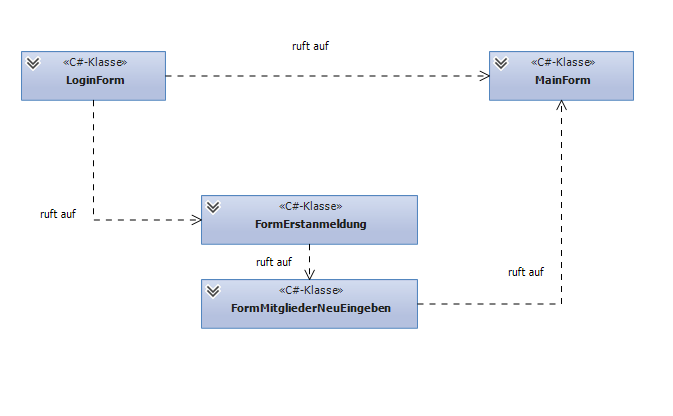 ruft auf
«C#-Klasse»
LoginForm
«C#-Klasse»
MainForm
ruft auf
«C#-Klasse»
FormErstanmeldung
ruft auf
ruft auf
«C#-Klasse»
FormMitgliederNeuEingeben